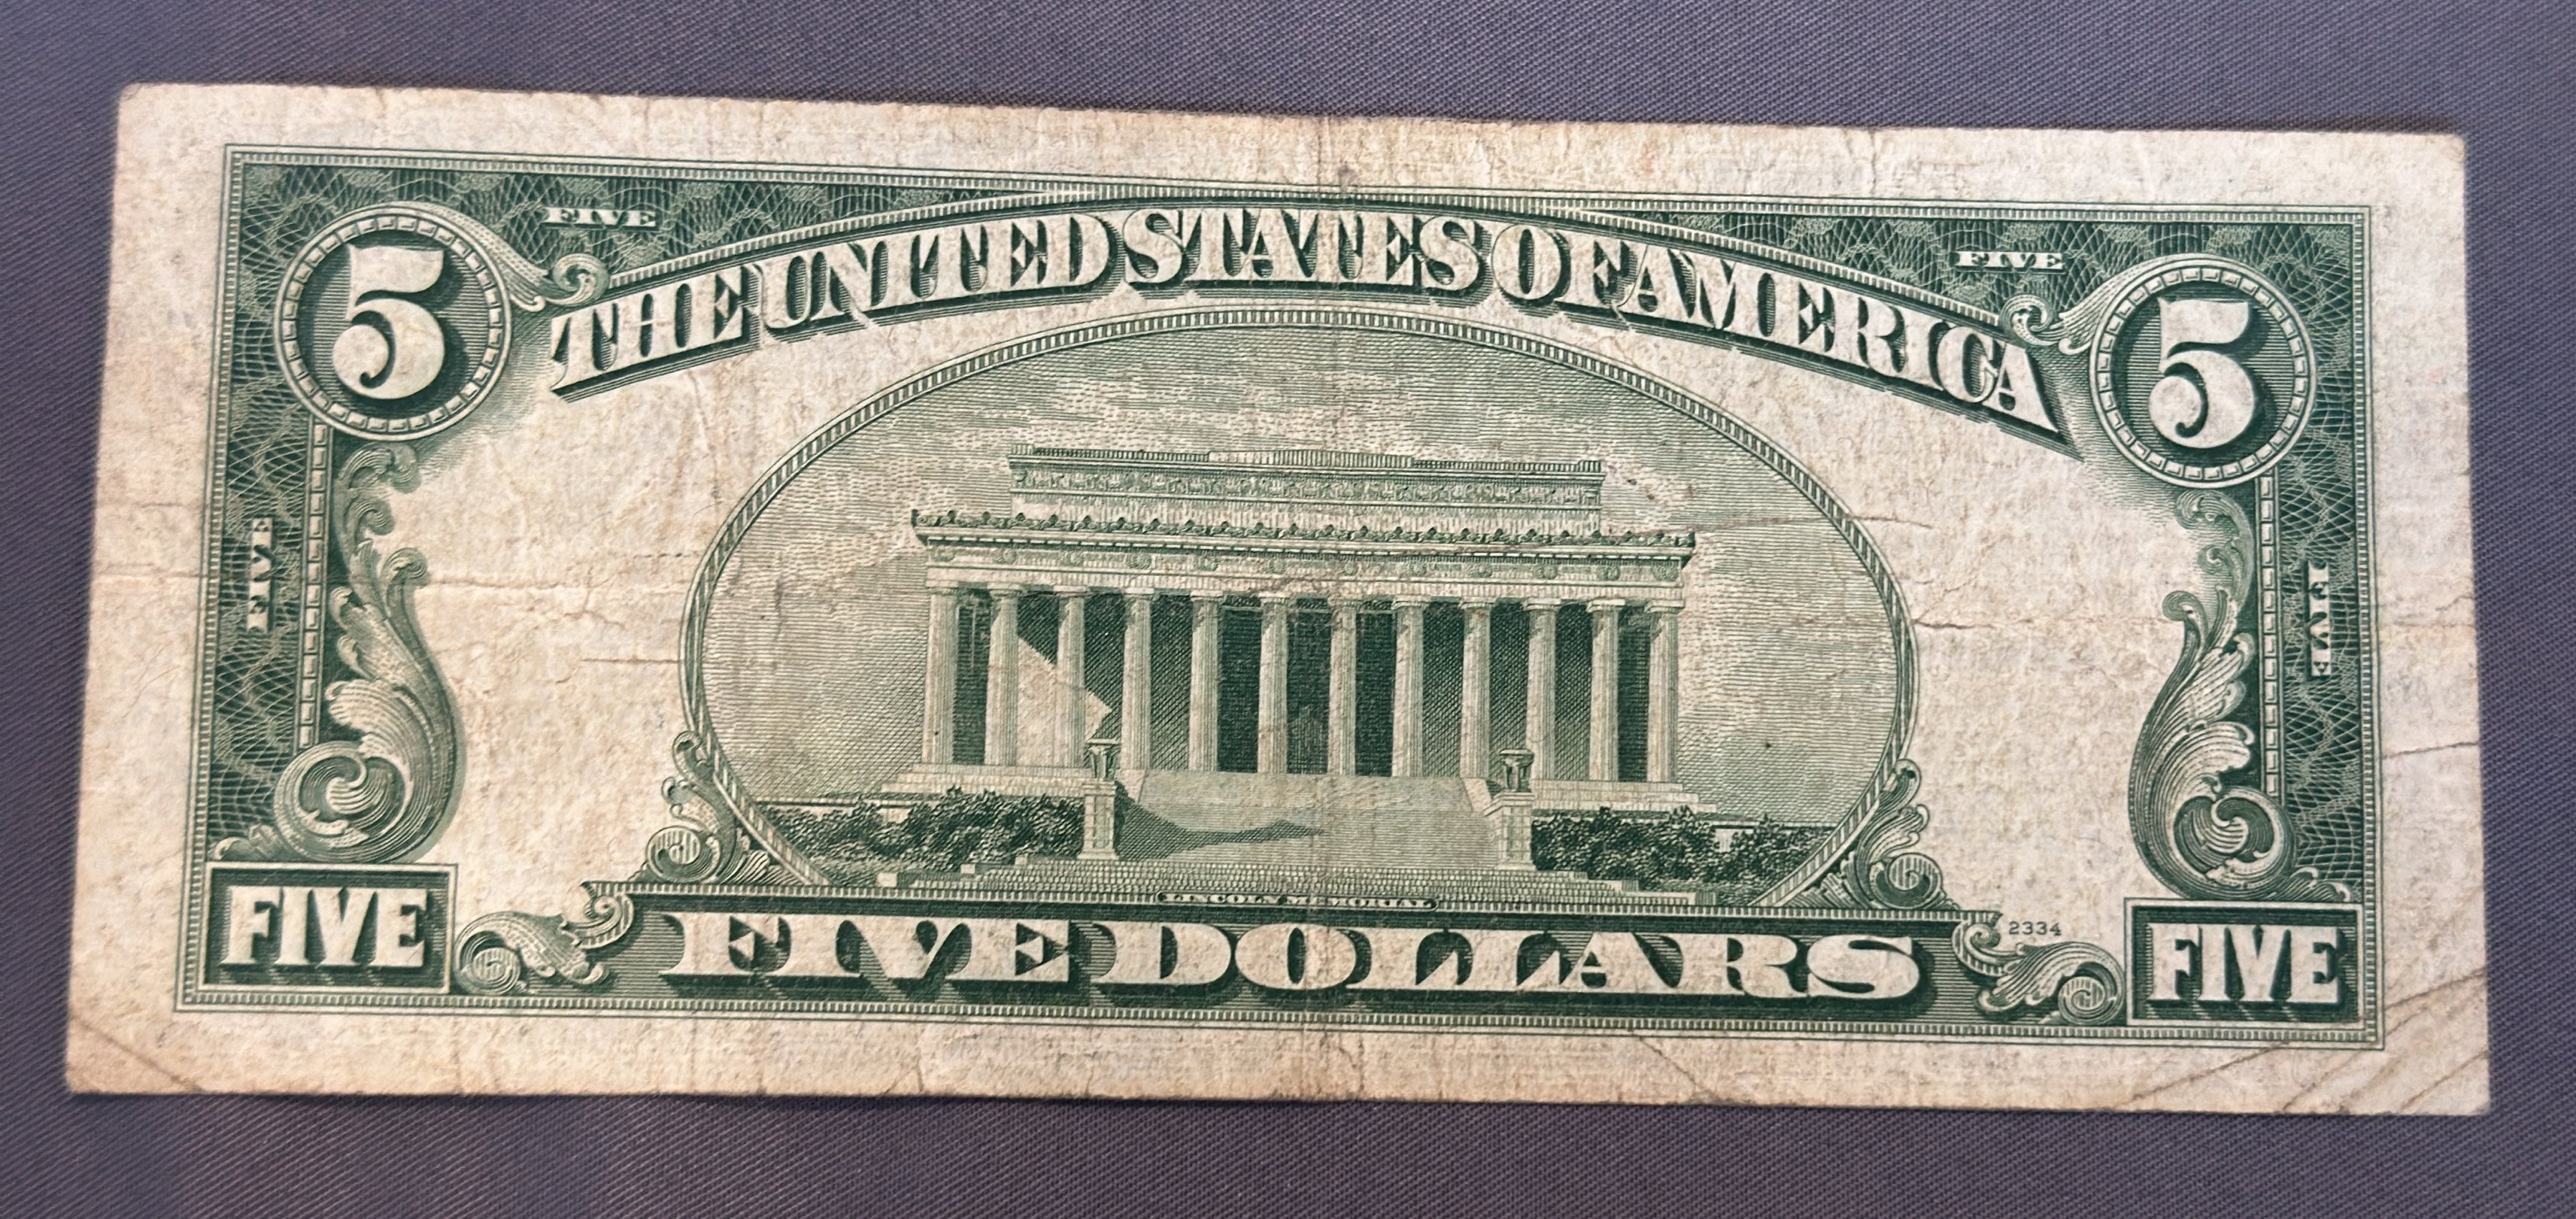 FIVE
FIVE
THE UNITED STATES OF AMERICA
5
5
FIVE
FIVE
LINCOLN MEMORIAL
2334
FIVE
FIVE DOLLARS
FIVE